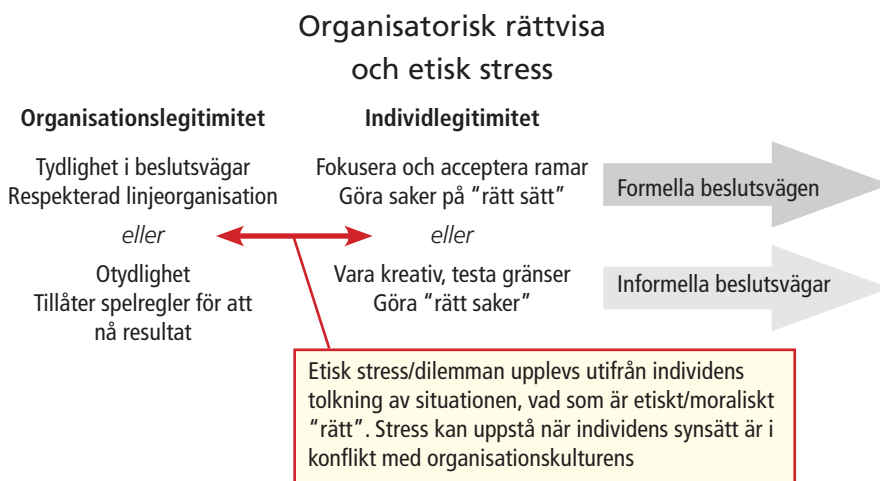 Organisatorisk rättvisa
och etisk stress
Organisationslegitimitet
Tydlighet i beslutsvägar
Respekterad linjeorganisation
eller
Otydlighet
Tillåter spelregler för att
nå resultat
Individlegitimitet
Fokusera och acceptera ramar
Göra saker på "rätt sätt"
eller
Vara kreativ, testa gränser
Göra "rätt saker"
Formella beslutsvägen
Informella beslutsvägar
Etisk stress/dilemman upplevs utifrån individens
tolkning av situationen, vad som är etiskt/moraliskt
"rätt". Stress kan uppstå när individens synsätt är i
konflikt med organisationskulturens